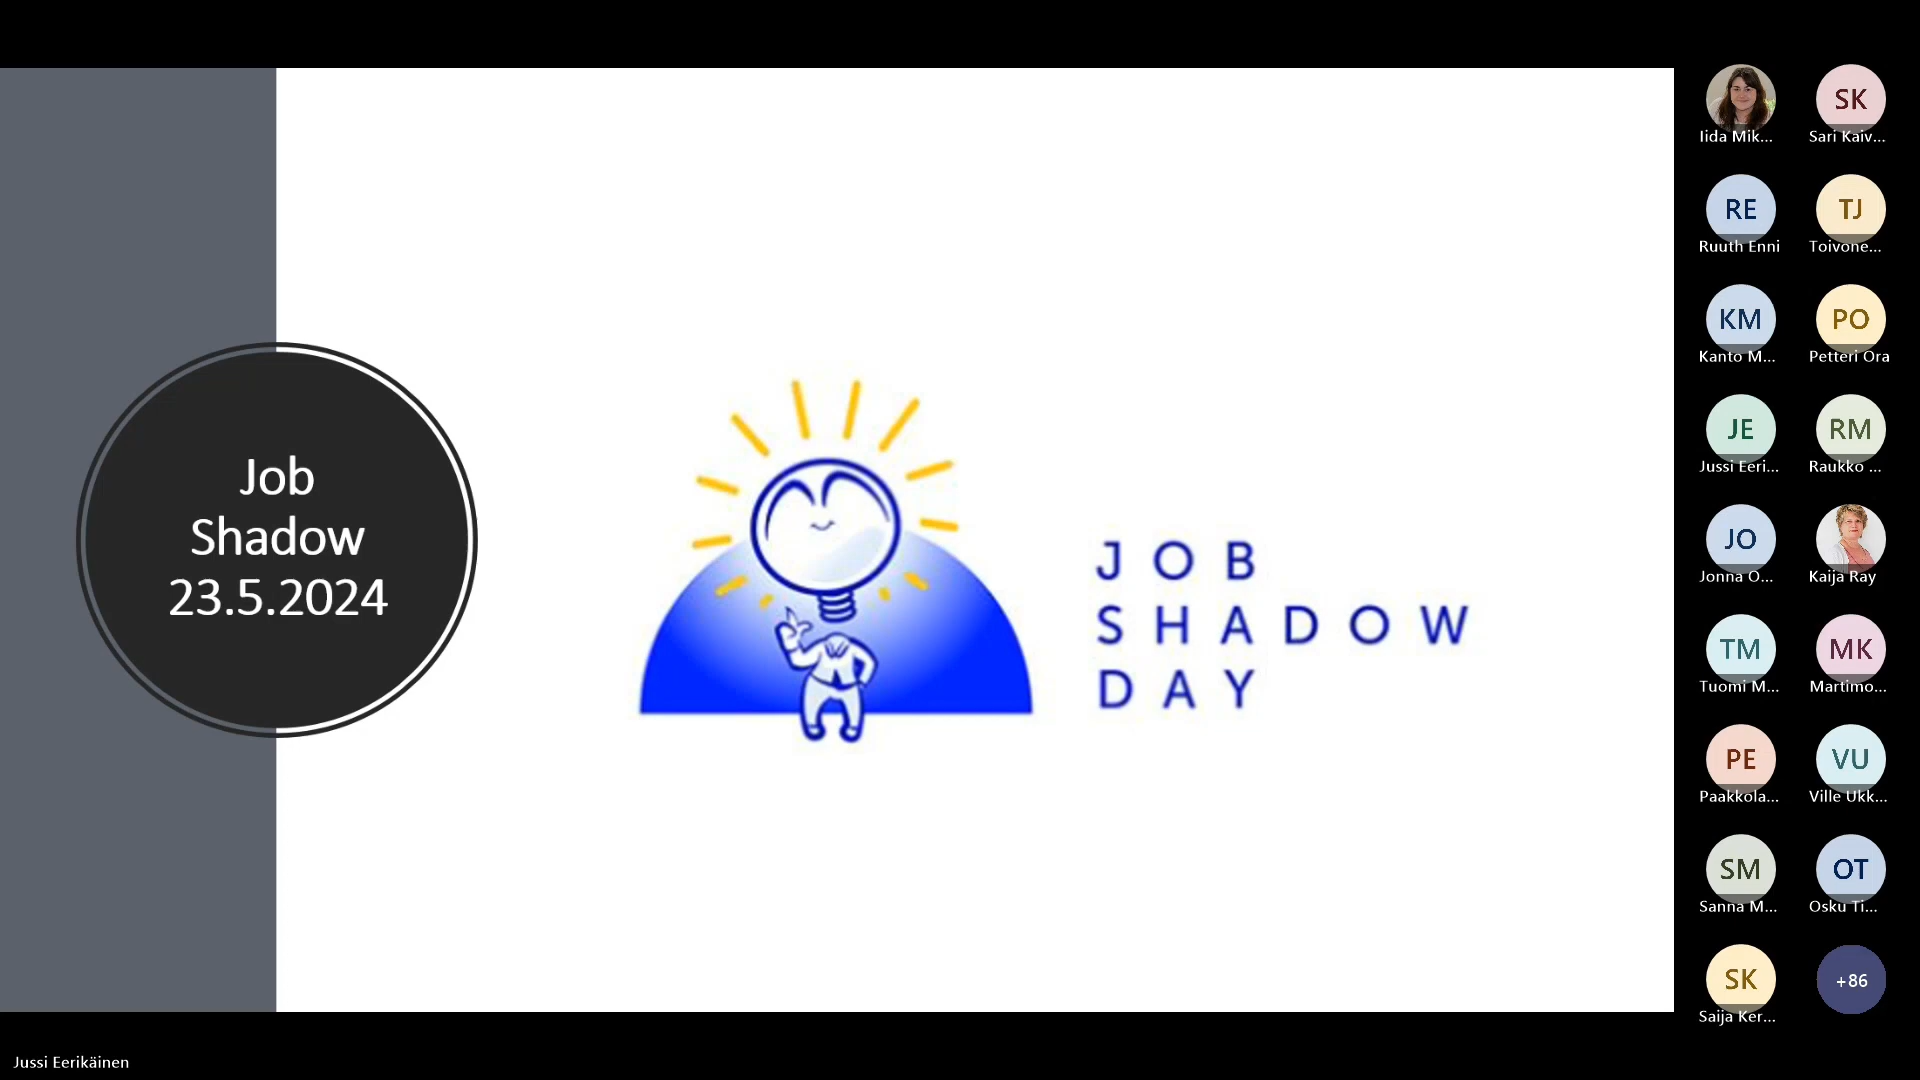 Job
Shadow
23.5.2024
JOB
SHADOW
DAY
Iida Mik...
SK
Sari Kaiv...
RE
Ruuth Enni
TJ
Toivone...
KM
Kanto M...
PO
Petteri Ora
JE
Jussi Eeri...
RM
Raukko ...
JO
Jonna O...
Kaija Ray
TM
Tuomi M...
MK
Martimo...
PE
Paakkola...
VU
Ville Ukk...
SM
Sanna M...
OT
Osku Ti...
SK
Saija Ker...
+86
Jussi Eerikäinen